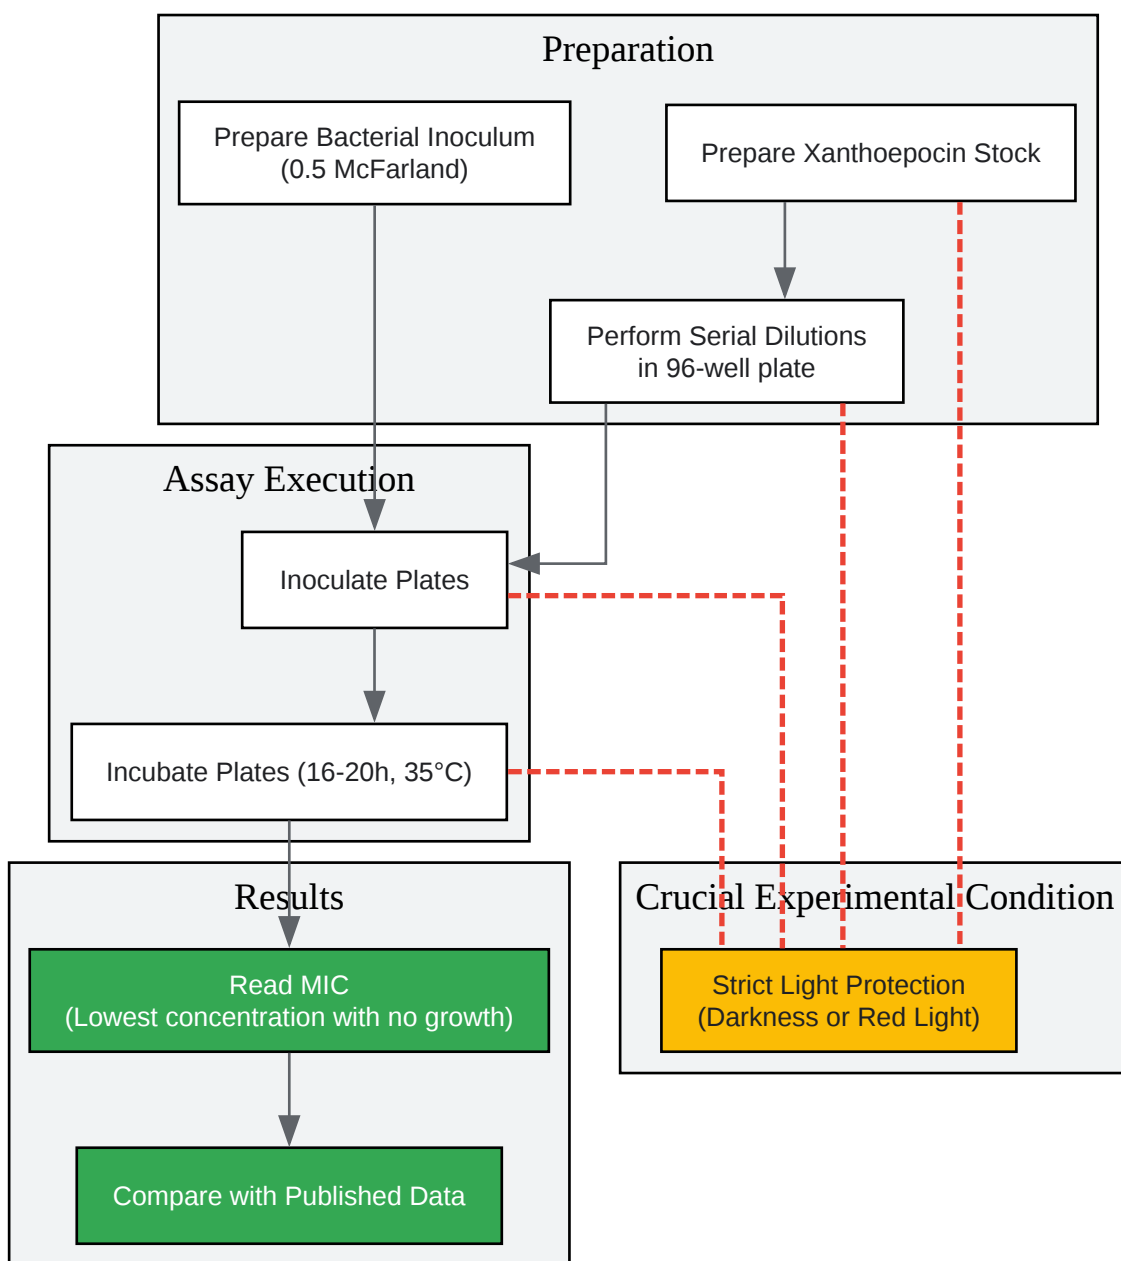 Preparation
Prepare Bacterial Inoculum
(0.5 McFarland)
Prepare Xanthoepocin Stock
Perform Serial Dilutions
in 96-well plate
Assay Execution
Inoculate Plates
Incubate Plates (16-20h, 35°C)
Results
Read MIC
(Lowest concentration with no growth)
Compare with Published Data
Crucial Experimental Condition
Strict Light Protection
(Darkness or Red Light)